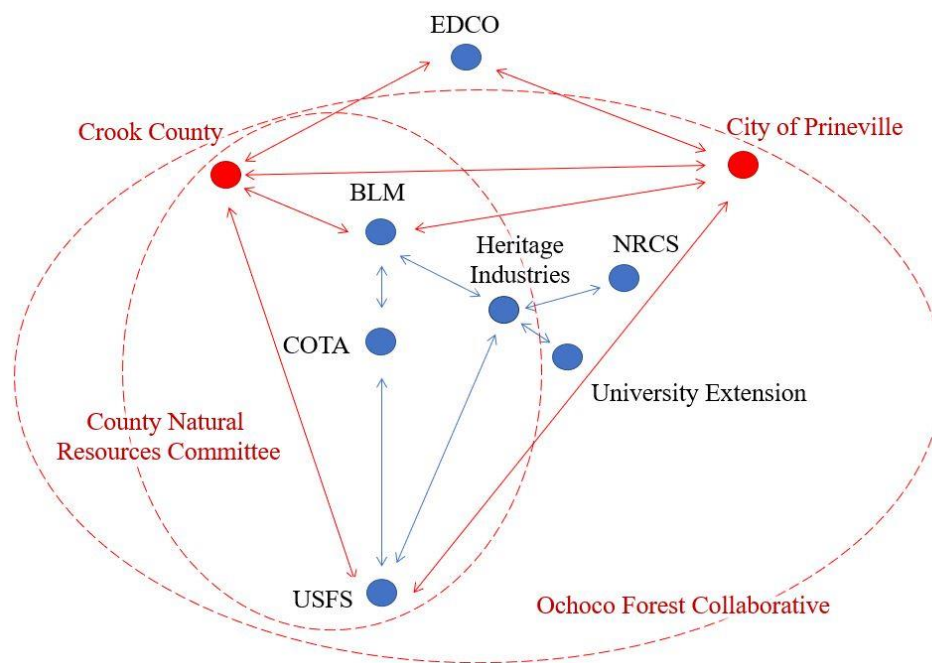 EDCO
Crook County
City of Prineville
BLM
Heritage
Industries
NRCS
COTA
University Extension
County Natural
Resources Committee
USFS
Ochoco Forest Collaborative